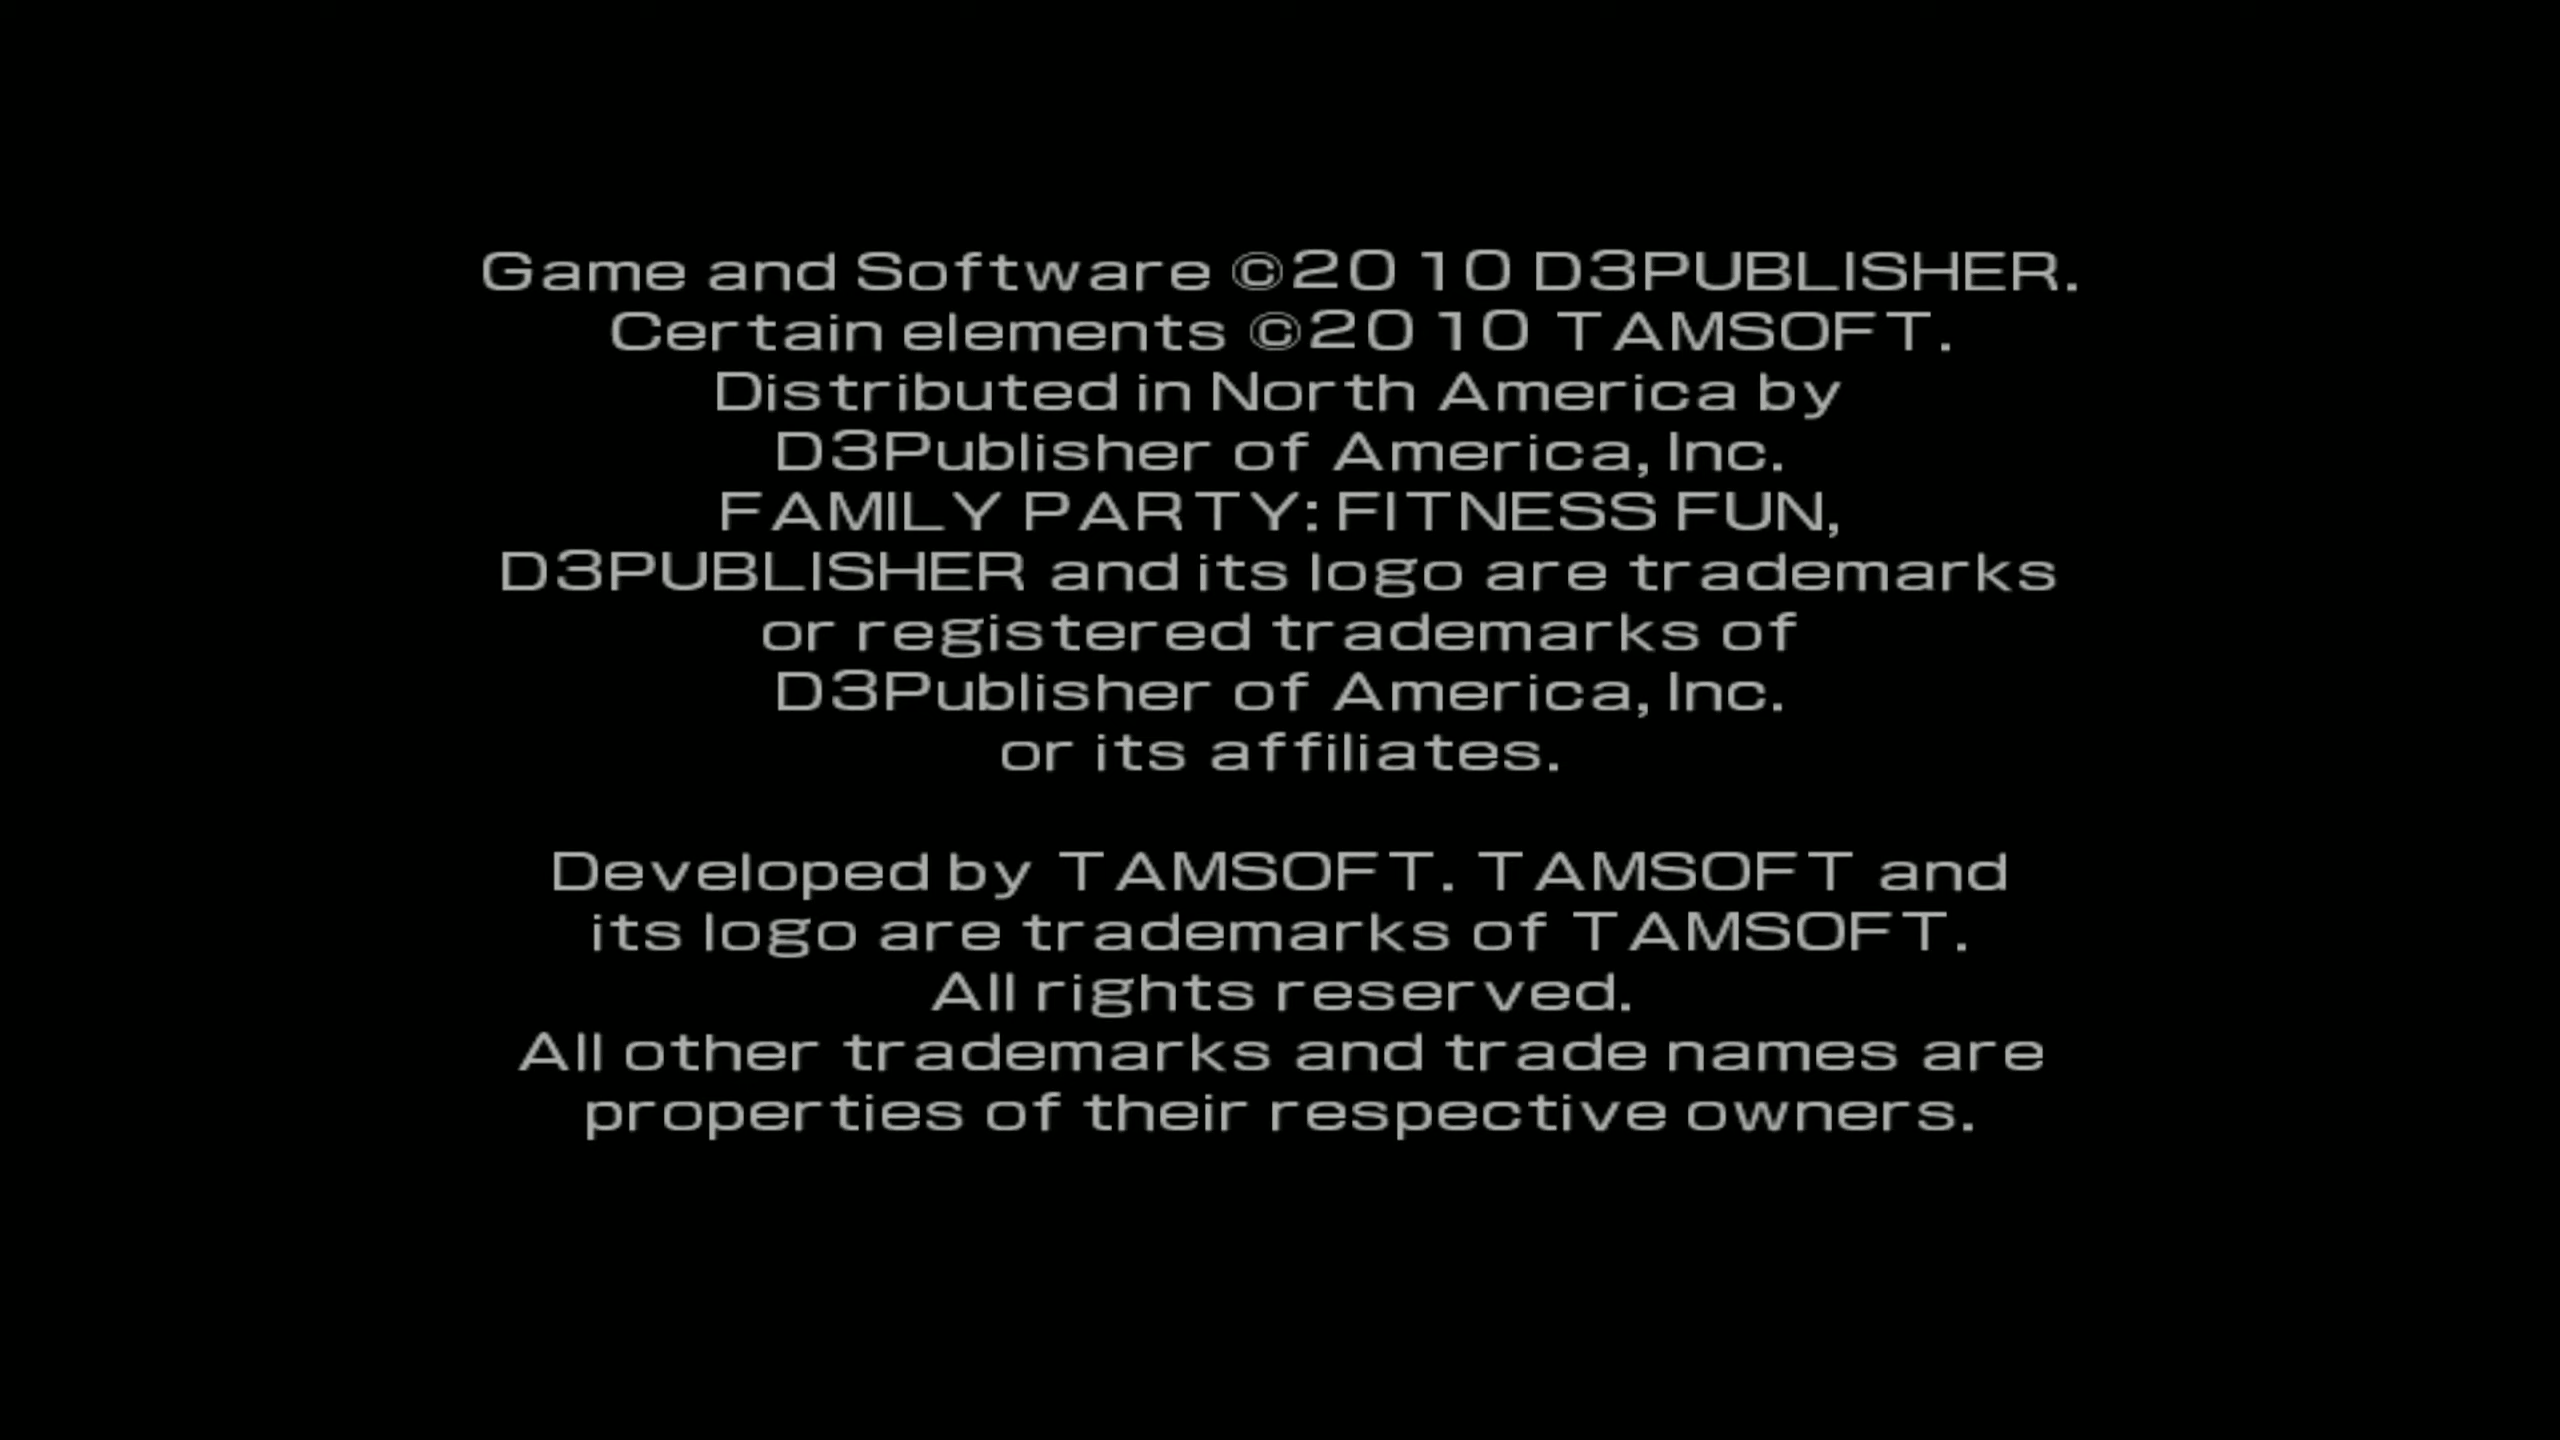 Game and Software ©2010 D3PUBLISHER.
Certain elements ©2010 TAMSOFT.
Distributed in North America by
D3Publisher of America, Inc.
FAMILY PARTY: FITNESS FUN,
D3PUBLISHER and its logo are trademarks
or registered trademarks of
D3Publisher of America, Inc.
or its affiliates.
Developed by TAMSOFT. TAMSOFT and
its logo are trademarks of TAMSOFT.
All rights reserved.
All other trademarks and trade names are
properties of their respective owners.